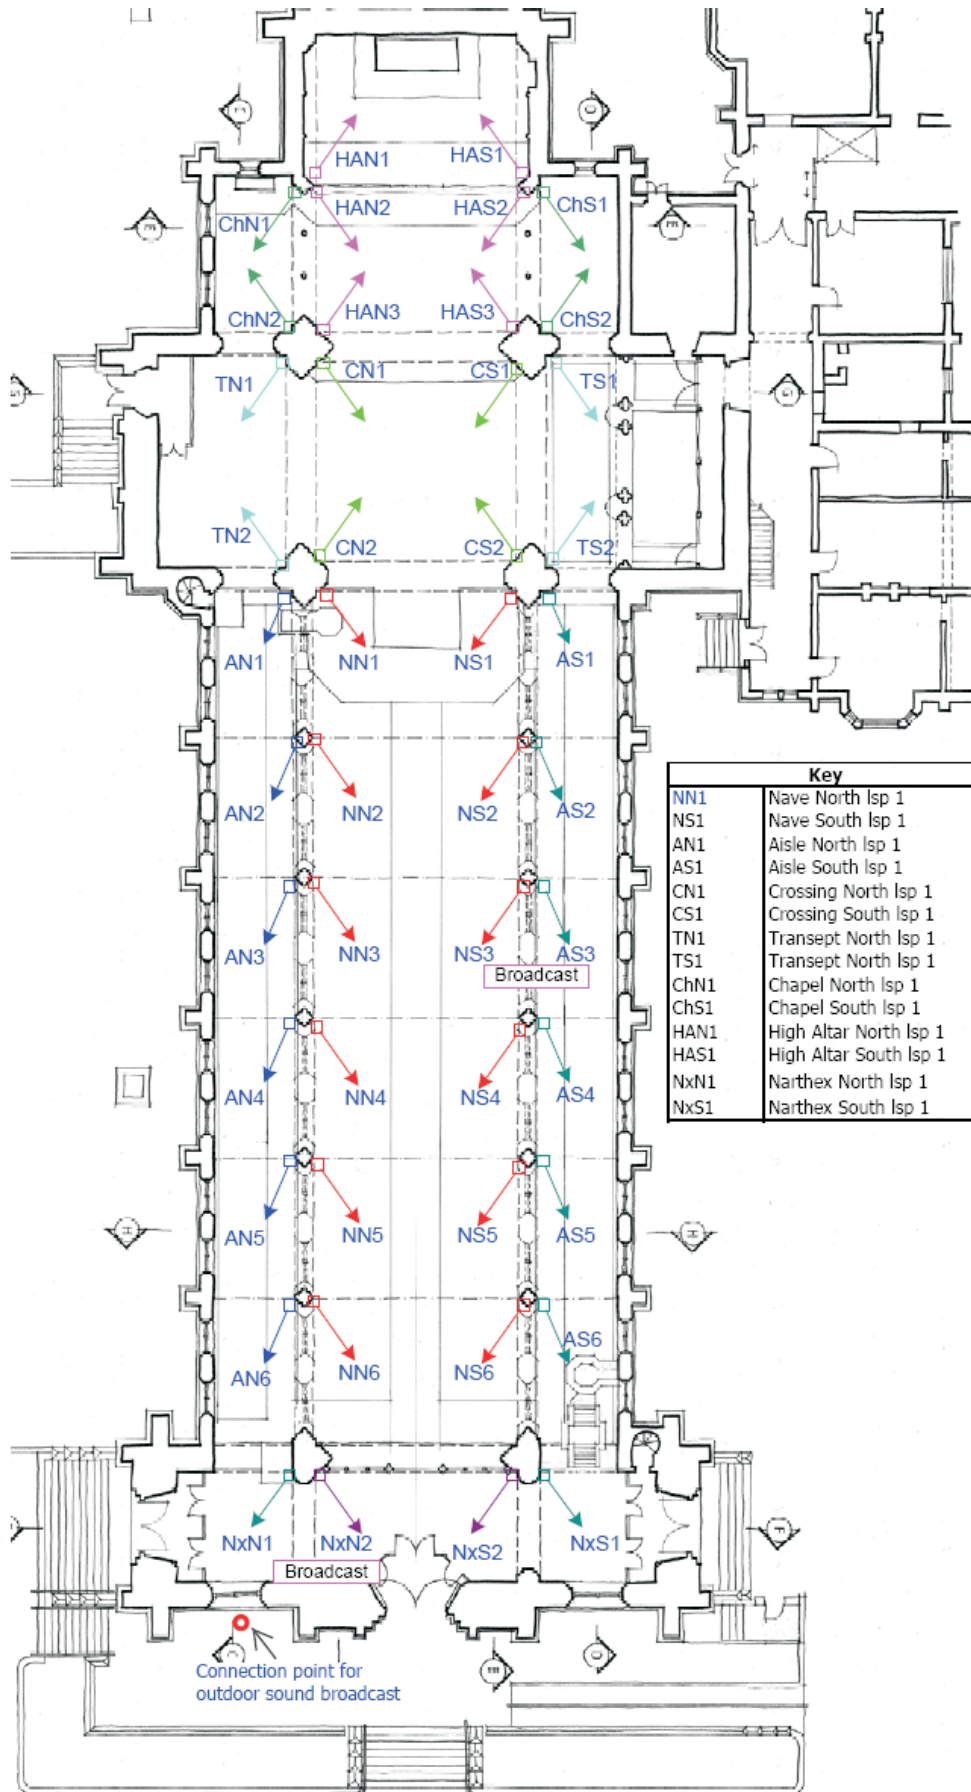 HAN1 HAS1
ChN1 HAN2 HAS2 ChS1
ChN2 HAN3 HAS3 ChS2
TN1 CN1 CS1 TS1
TN2 CN2 CS2 TS2
AN1 NN1 NS1 AS1
AN2 NN2 NS2 AS2
AN3 NN3 NS3 AS3
Broadcast
AN4 NN4 NS4 AS4
AN5 NN5 NS5 AS5
AN6 NN6 NS6 AS6
NxN1 NxN2 NxS2 NxS1
Broadcast
Connection point for
outdoor sound broadcast
Key
NN1 Nave North lsp 1
NS1 Nave South lsp 1
AN1 Aisle North lsp 1
AS1 Aisle South lsp 1
CN1 Crossing North lsp 1
CS1 Crossing South lsp 1
TN1 Transept North lsp 1
TS1 Transept North lsp 1
ChN1 Chapel North lsp 1
ChS1 Chapel South lsp 1
HAN1 High Altar North lsp 1
HAS1 High Altar South lsp 1
NxN1 Narthex North lsp 1
NxS1 Narthex South lsp 1